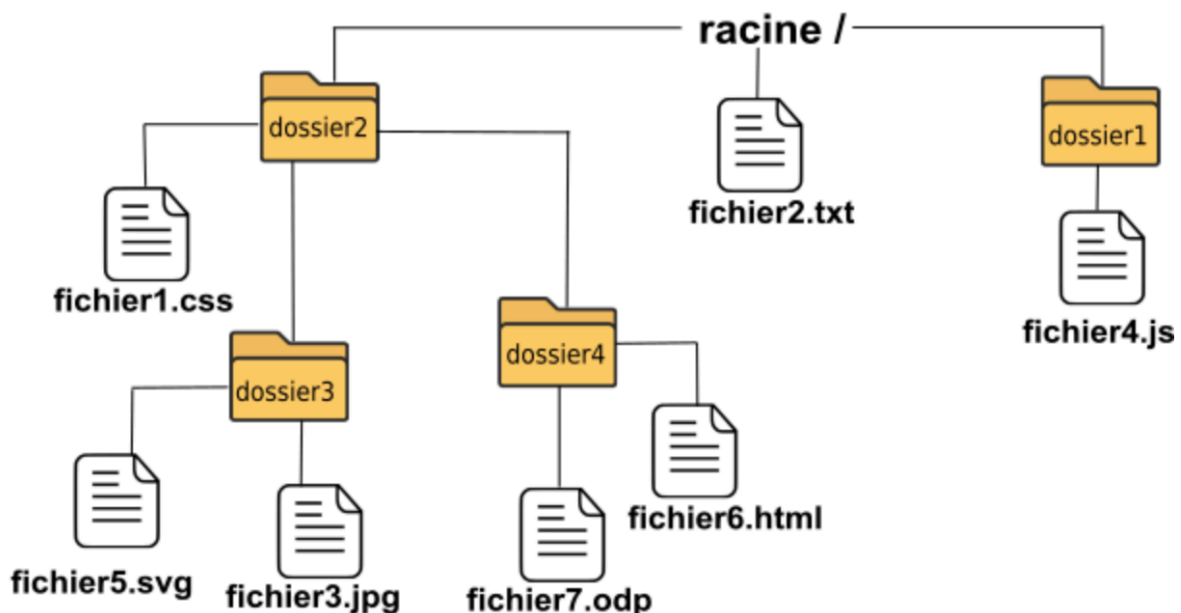 racine /
dossier2
dossier1
fichier2.txt
fichier1.css
fichier4.js
dossier4
dossier3
fichier6.html
fichier5.svg
fichier3.jpg
fichier7.odp